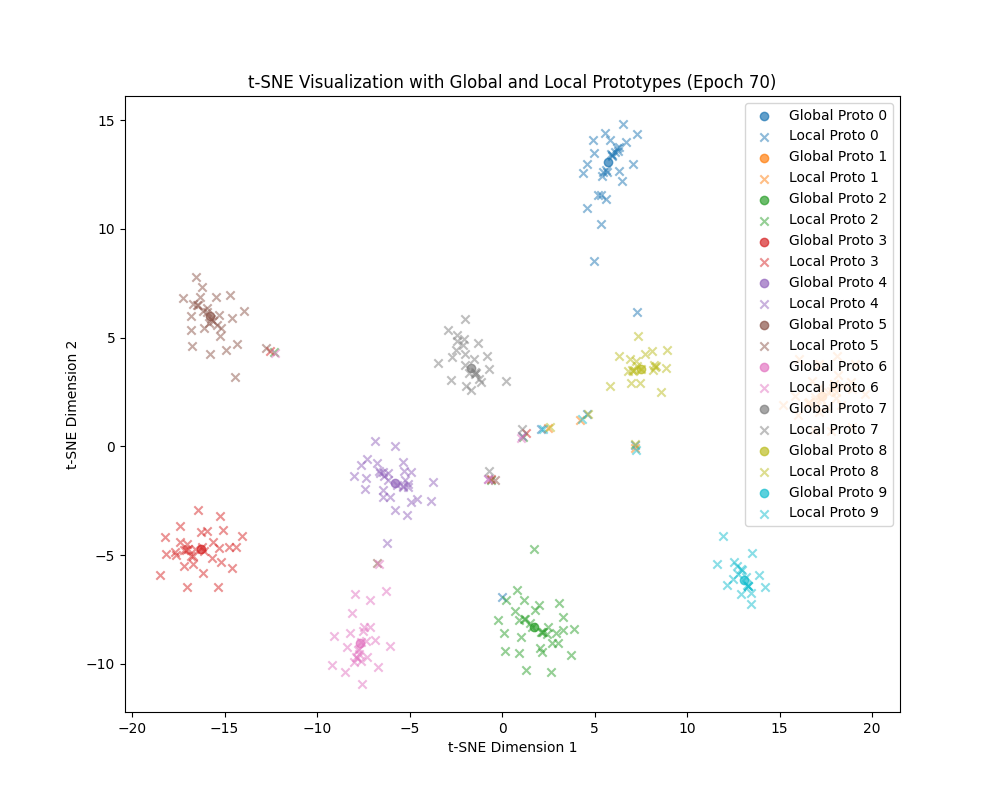 t-SNE Visualization with Global and Local Prototypes (Epoch 70)
15
10
5
0
−5
−10
t-SNE Dimension 2
−20
−15
−10
−5
0
5
10
15
20
t-SNE Dimension 1
Global Proto 0
Local Proto 0
Global Proto 1
Local Proto 1
Global Proto 2
Local Proto 2
Global Proto 3
Local Proto 3
Global Proto 4
Local Proto 4
Global Proto 5
Local Proto 5
Global Proto 6
Local Proto 6
Global Proto 7
Local Proto 7
Global Proto 8
Local Proto 8
Global Proto 9
Local Proto 9